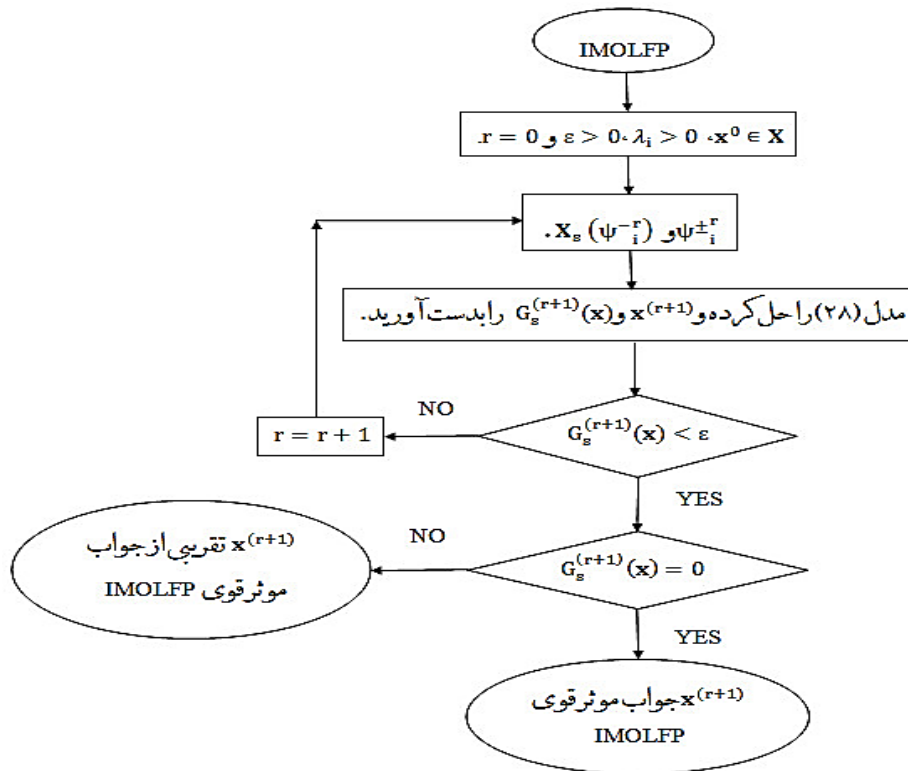 IMOLFP
x⁰ ∈ X ،λᵢ > 0 ،ε > 0 و r = 0.
ψ±ᵢʳ و Xₛ(ψ⁻ᵢʳ).
مدل (۲۸) را حل کرده و x⁽ʳ⁺¹⁾ و Gₛ⁽ʳ⁺¹⁾(x) را بدست آورید.
NO
r = r + 1
Gₛ⁽ʳ⁺¹⁾(x) < ε
YES
NO
x⁽ʳ⁺¹⁾ تقریبی از جواب
موثر قوی IMOLFP
Gₛ⁽ʳ⁺¹⁾(x) = 0
YES
x⁽ʳ⁺¹⁾ جواب موثر قوی
IMOLFP